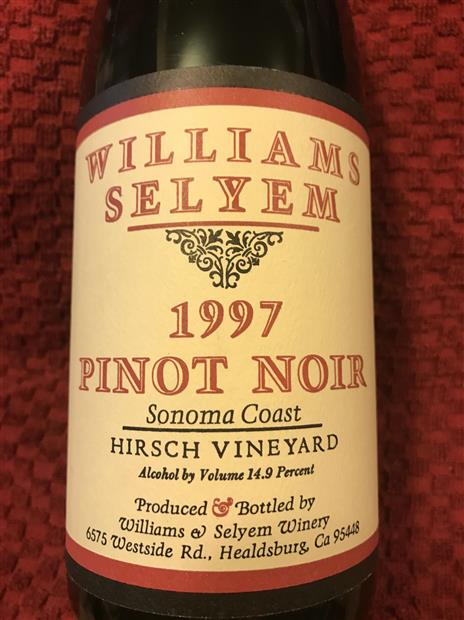 WILLIAMS
SELYEM
1997
PINOT NOIR
Sonoma Coast
HIRSCH VINEYARD
Alcohol by Volume 14.9 Percent
Produced & Bottled by
Williams & Selyem Winery
6575 Westside Rd., Healdsburg, Ca 95448